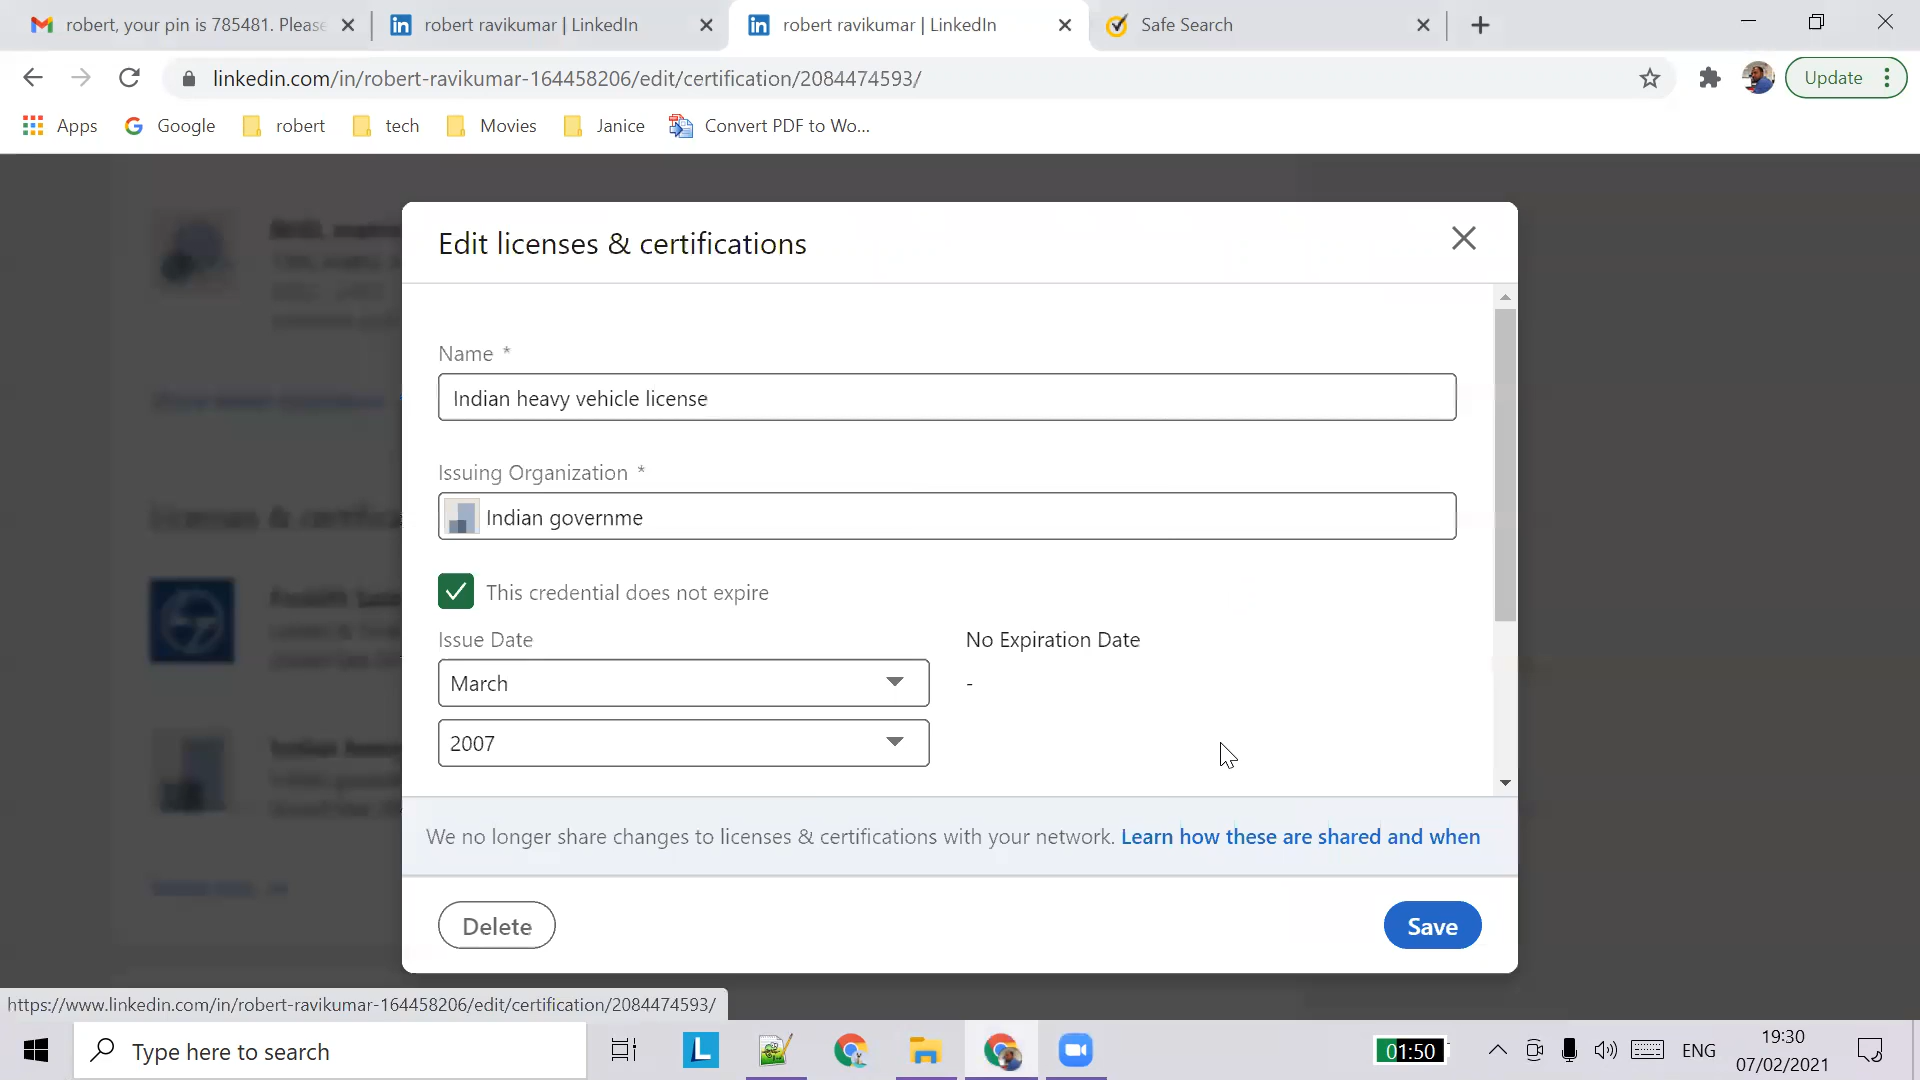 robert, your pin is 785481. Please
robert ravikumar | LinkedIn
robert ravikumar | LinkedIn
Safe Search
linkedin.com/in/robert-ravikumar-164458206/edit/certification/2084474593/
Update
Apps
Google
robert
tech
Movies
Janice
Convert PDF to Wo...
Edit licenses & certifications
Name *
Indian heavy vehicle license
Issuing Organization *
Indian governme
This credential does not expire
Issue Date
No Expiration Date
March
-
2007
We no longer share changes to licenses & certifications with your network. Learn how these are shared and when
Delete
Save
https://www.linkedin.com/in/robert-ravikumar-164458206/edit/certification/2084474593/
Type here to search
L
01:50
ENG
19:30
07/02/2021